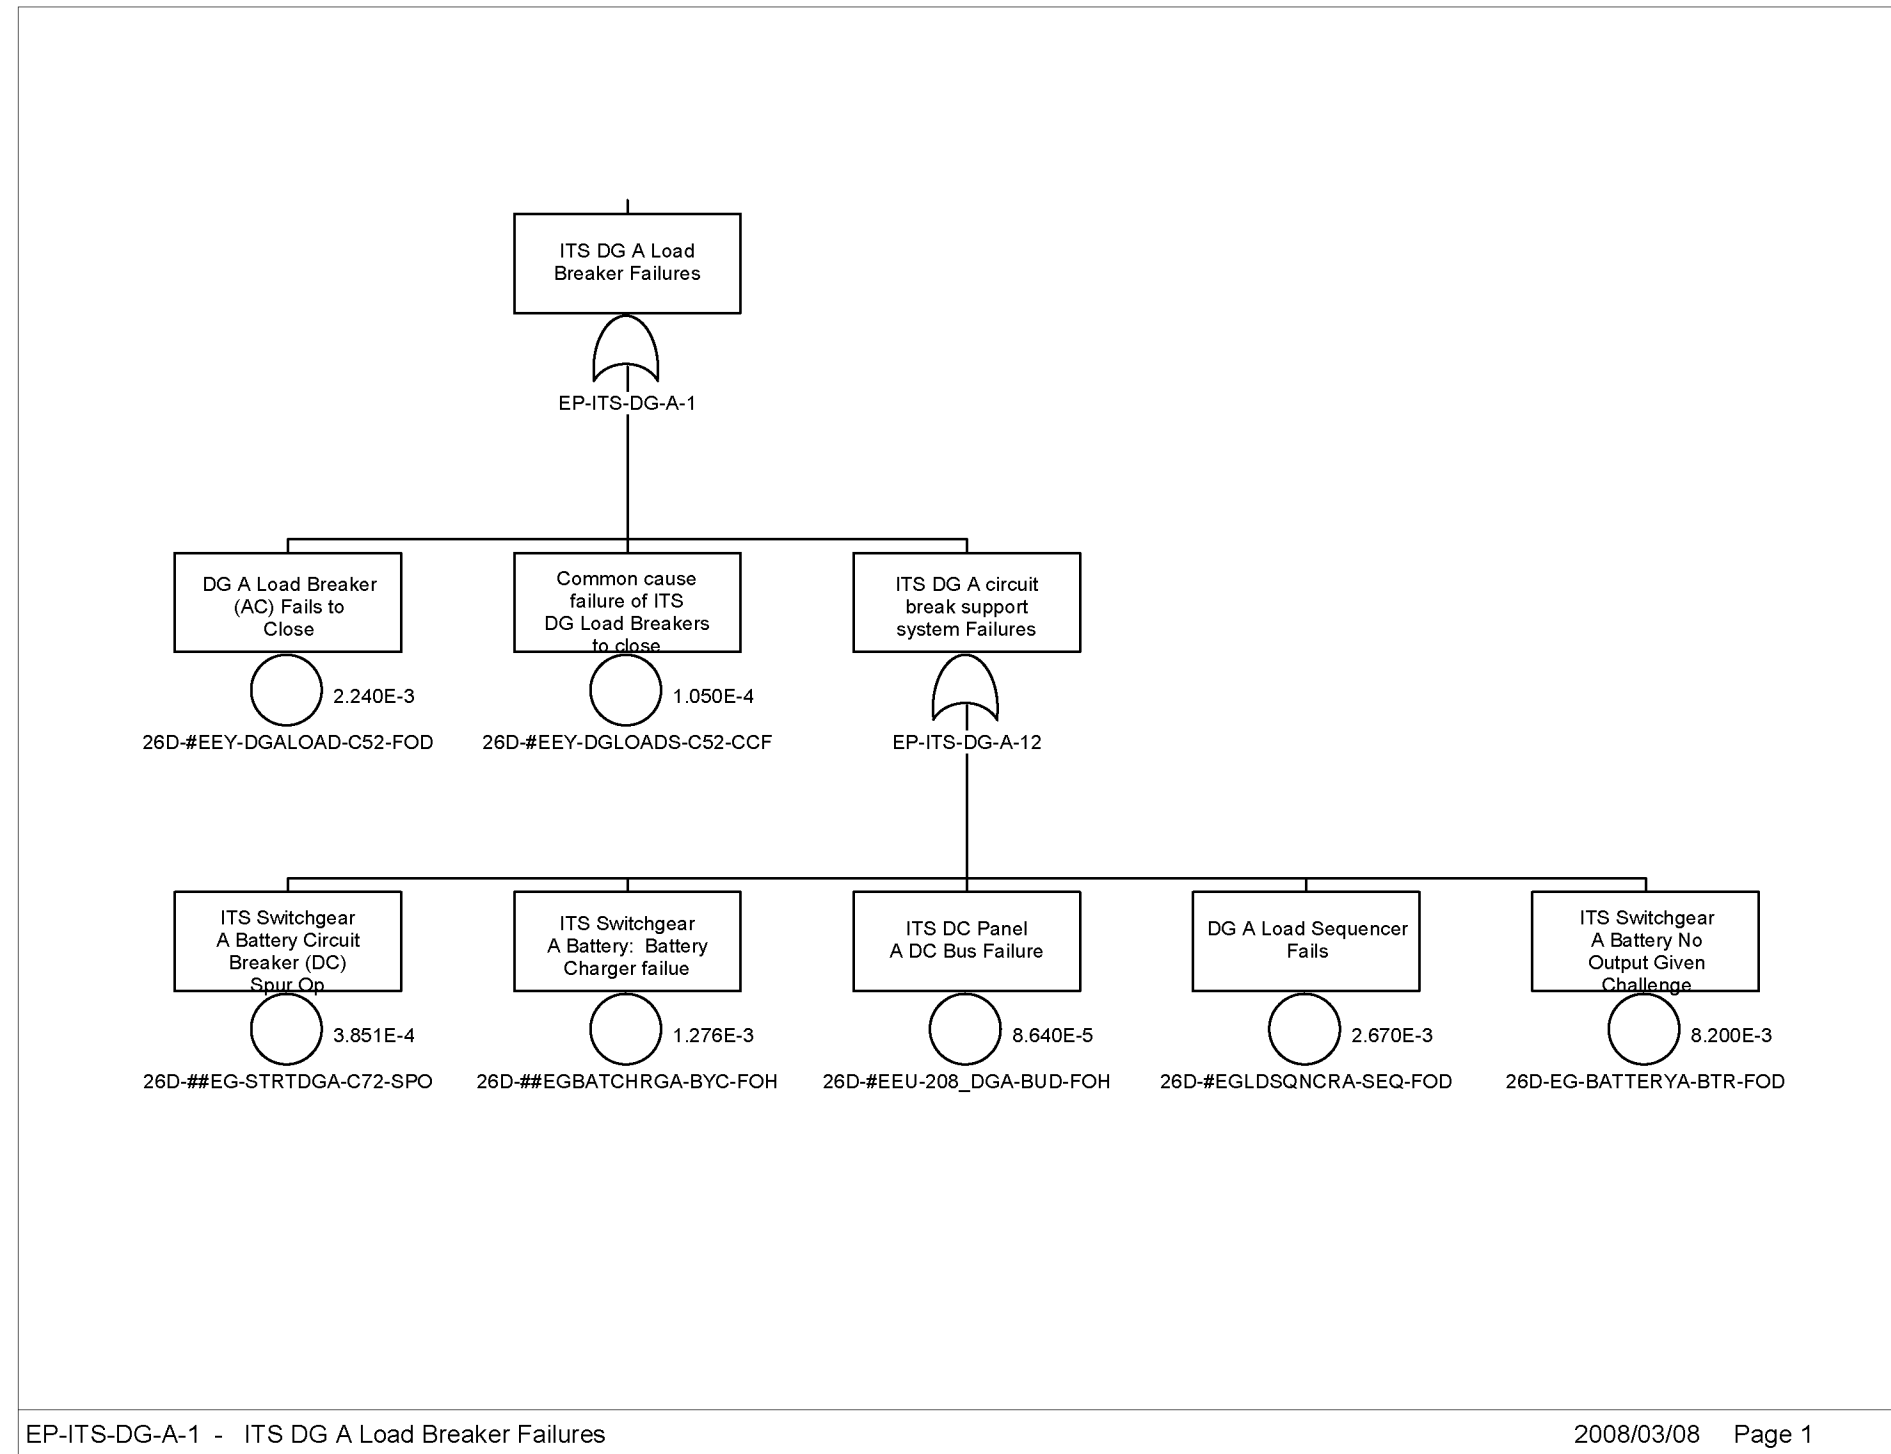 ITS DG A Load
Breaker Failures
EP-ITS-DG-A-1
DG A Load Breaker
(AC) Fails to
Close
2.240E-3
26D-#EEY-DGALOAD-C52-FOD
Common cause
failure of ITS
DG Load Breakers
to close
1.050E-4
26D-#EEY-DGLOADS-C52-CCF
ITS DG A circuit
break support
system Failures
EP-ITS-DG-A-12
ITS Switchgear
A Battery Circuit
Breaker (DC)
Spur Op
3.851E-4
26D-##EG-STRTDGA-C72-SPO
ITS Switchgear
A Battery:  Battery
Charger failue
1.276E-3
26D-##EGBATCHRGA-BYC-FOH
ITS DC Panel
A DC Bus Failure
8.640E-5
26D-#EEU-208_DGA-BUD-FOH
DG A Load Sequencer
Fails
2.670E-3
26D-#EGLDSQNCRA-SEQ-FOD
ITS Switchgear
A Battery No
Output Given
Challenge
8.200E-3
26D-EG-BATTERYA-BTR-FOD
EP-ITS-DG-A-1 - ITS DG A Load Breaker Failures
2008/03/08 Page 1